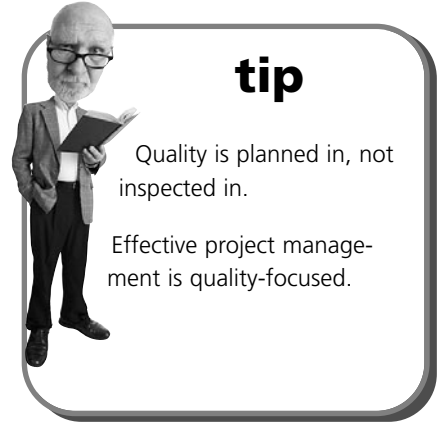 tip
Quality is planned in, not
inspected in.
Effective project manage-
ment is quality-focused.